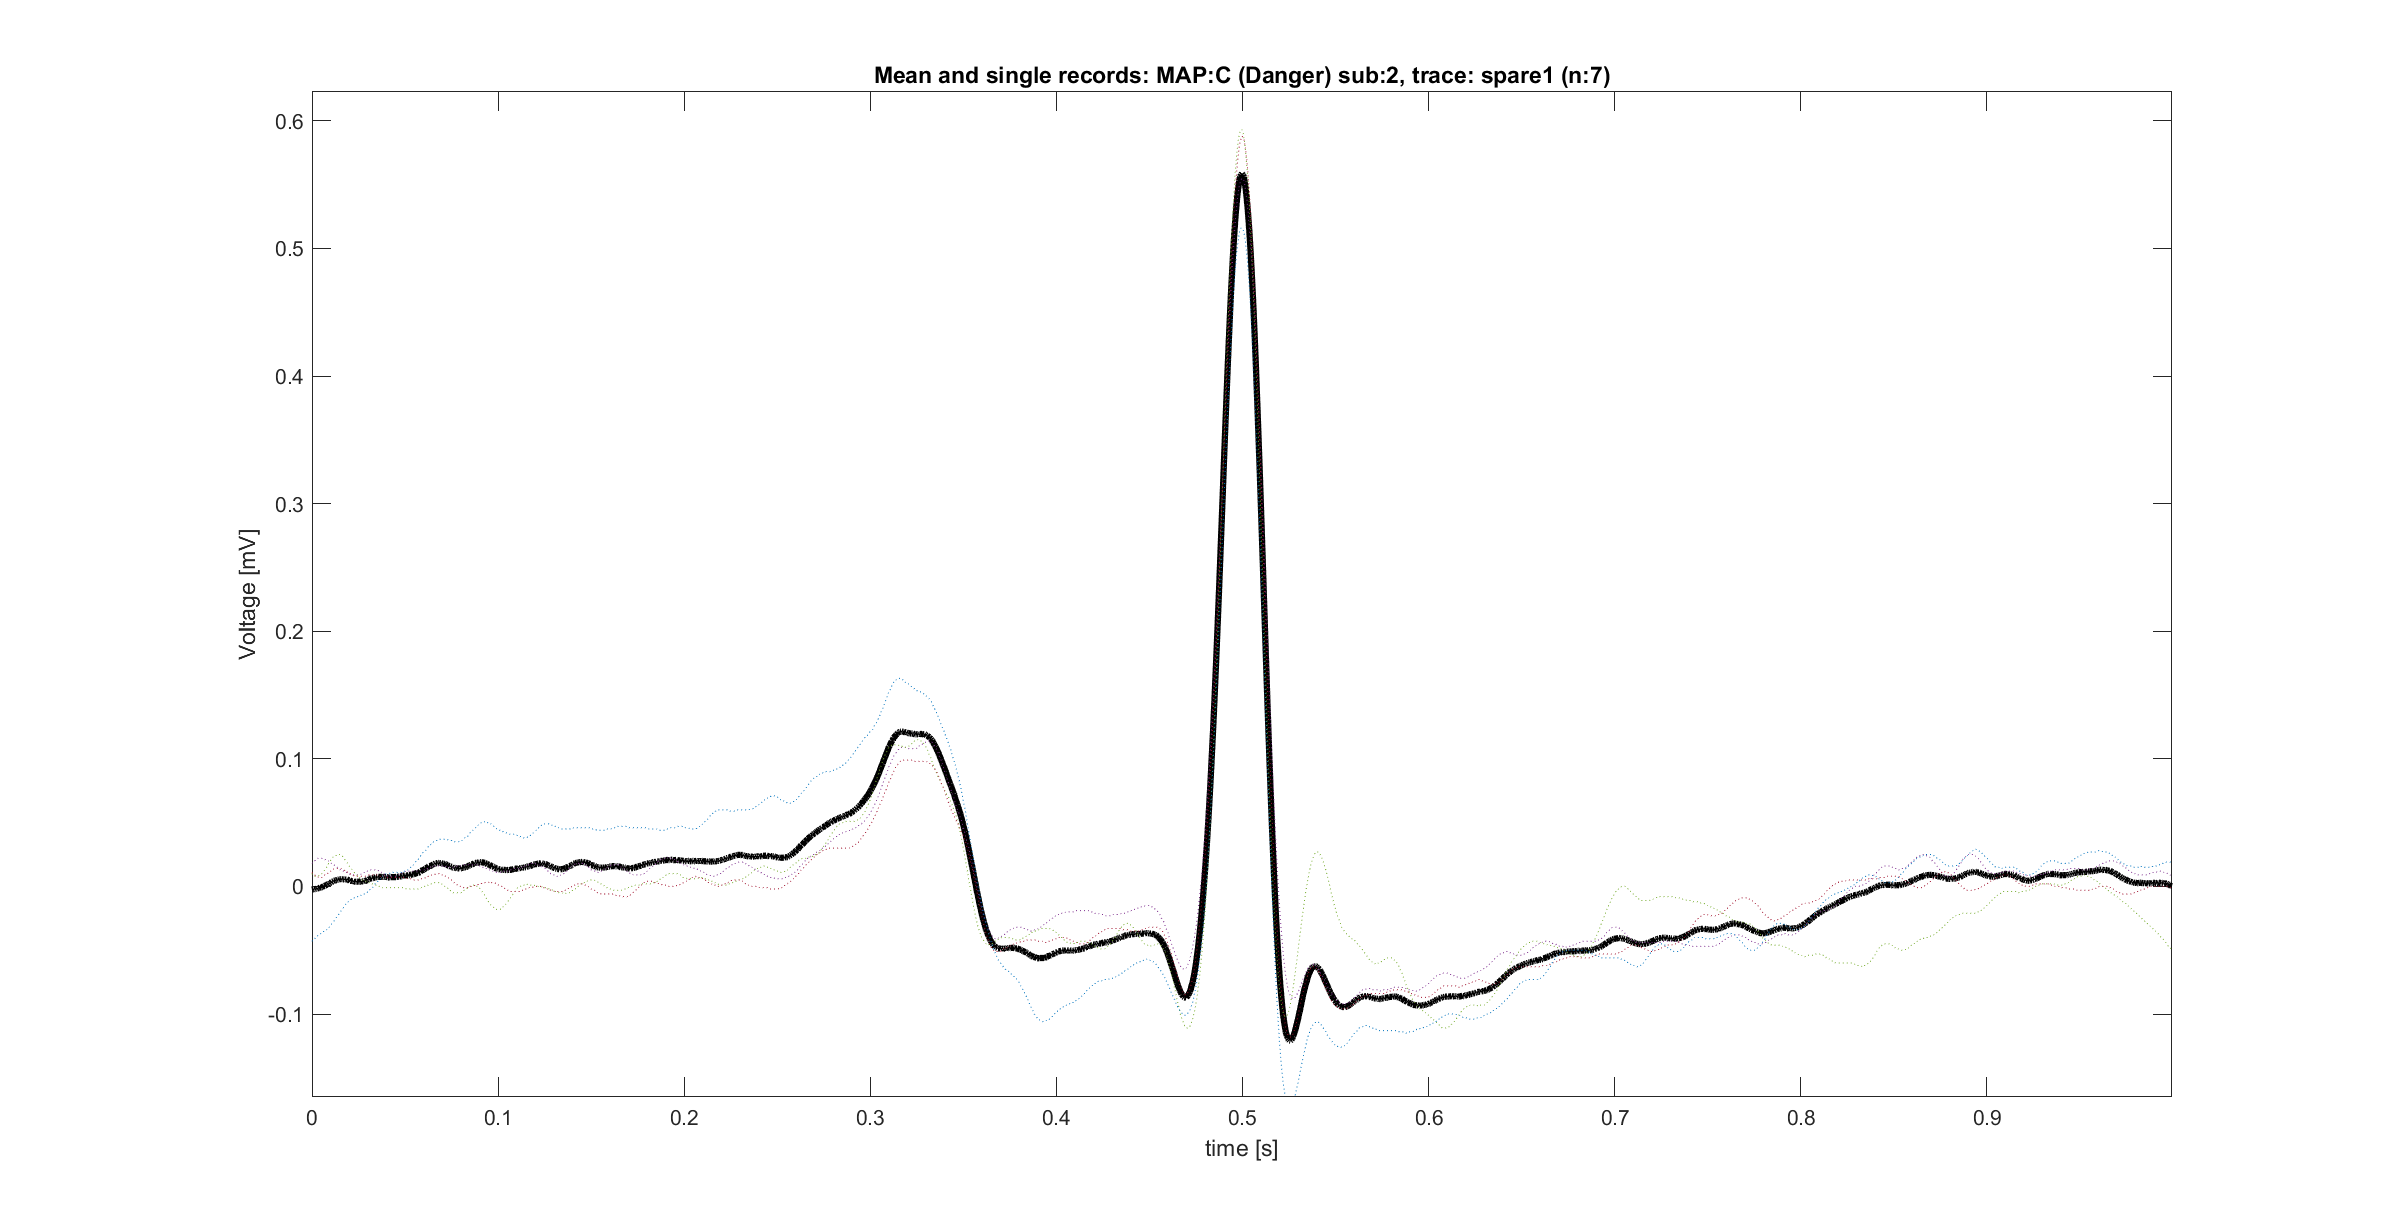 Mean and single records: MAP:C (Danger) sub:2, trace: spare1 (n:7)
0.6
0.5
0.4
0.3
0.2
0.1
0
-0.1
Voltage [mV]
0 0.1 0.2 0.3 0.4 0.5 0.6 0.7 0.8 0.9
time [s]